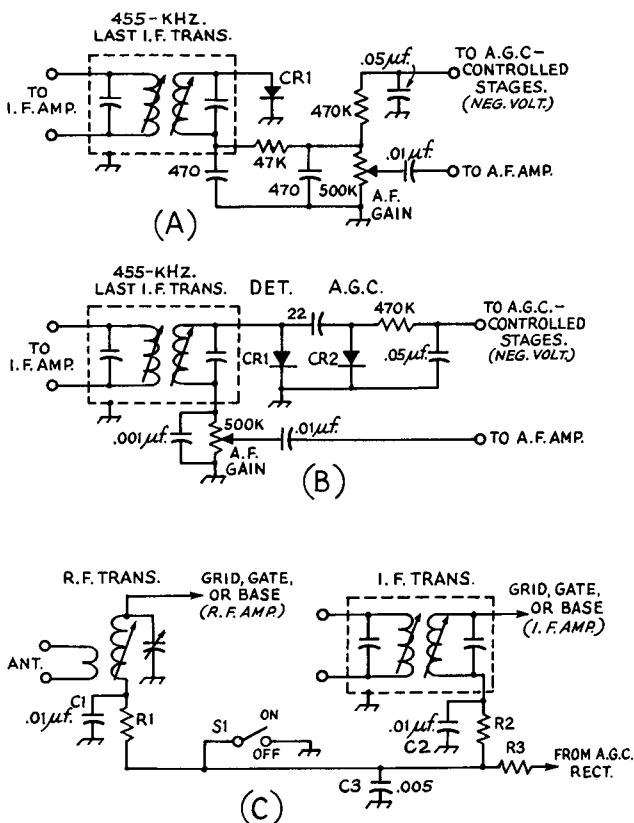 455-KHZ.
LAST I.F. TRANS.
TO
I.F. AMP.
CR1
.05µf.
TO A.G.C-
CONTROLLED
STAGES.
(NEG. VOLT.)
470K
47K
.01µf.
TO A.F. AMP.
470
470
500K
A.F.
GAIN
(A)
455-KHZ.
LAST I.F. TRANS.
DET.
A.G.C.
22
470K
TO A.G.C.-
CONTROLLED
STAGES.
(NEG. VOLT.)
TO
I.F. AMP.
CR1
CR2
.05µf.
.001µf.
500K
A.F.
GAIN
.01µf.
TO A.F. AMP.
(B)
R.F. TRANS.
GRID, GATE,
OR BASE
(R.F. AMP.)
I.F. TRANS.
GRID, GATE,
OR BASE
(I.F. AMP.)
ANT.
C1
.01µf.
R1
S1
ON
OFF
.01µf.
C2
R2
R3
FROM A.G.C.
RECT.
C3
.005
(C)